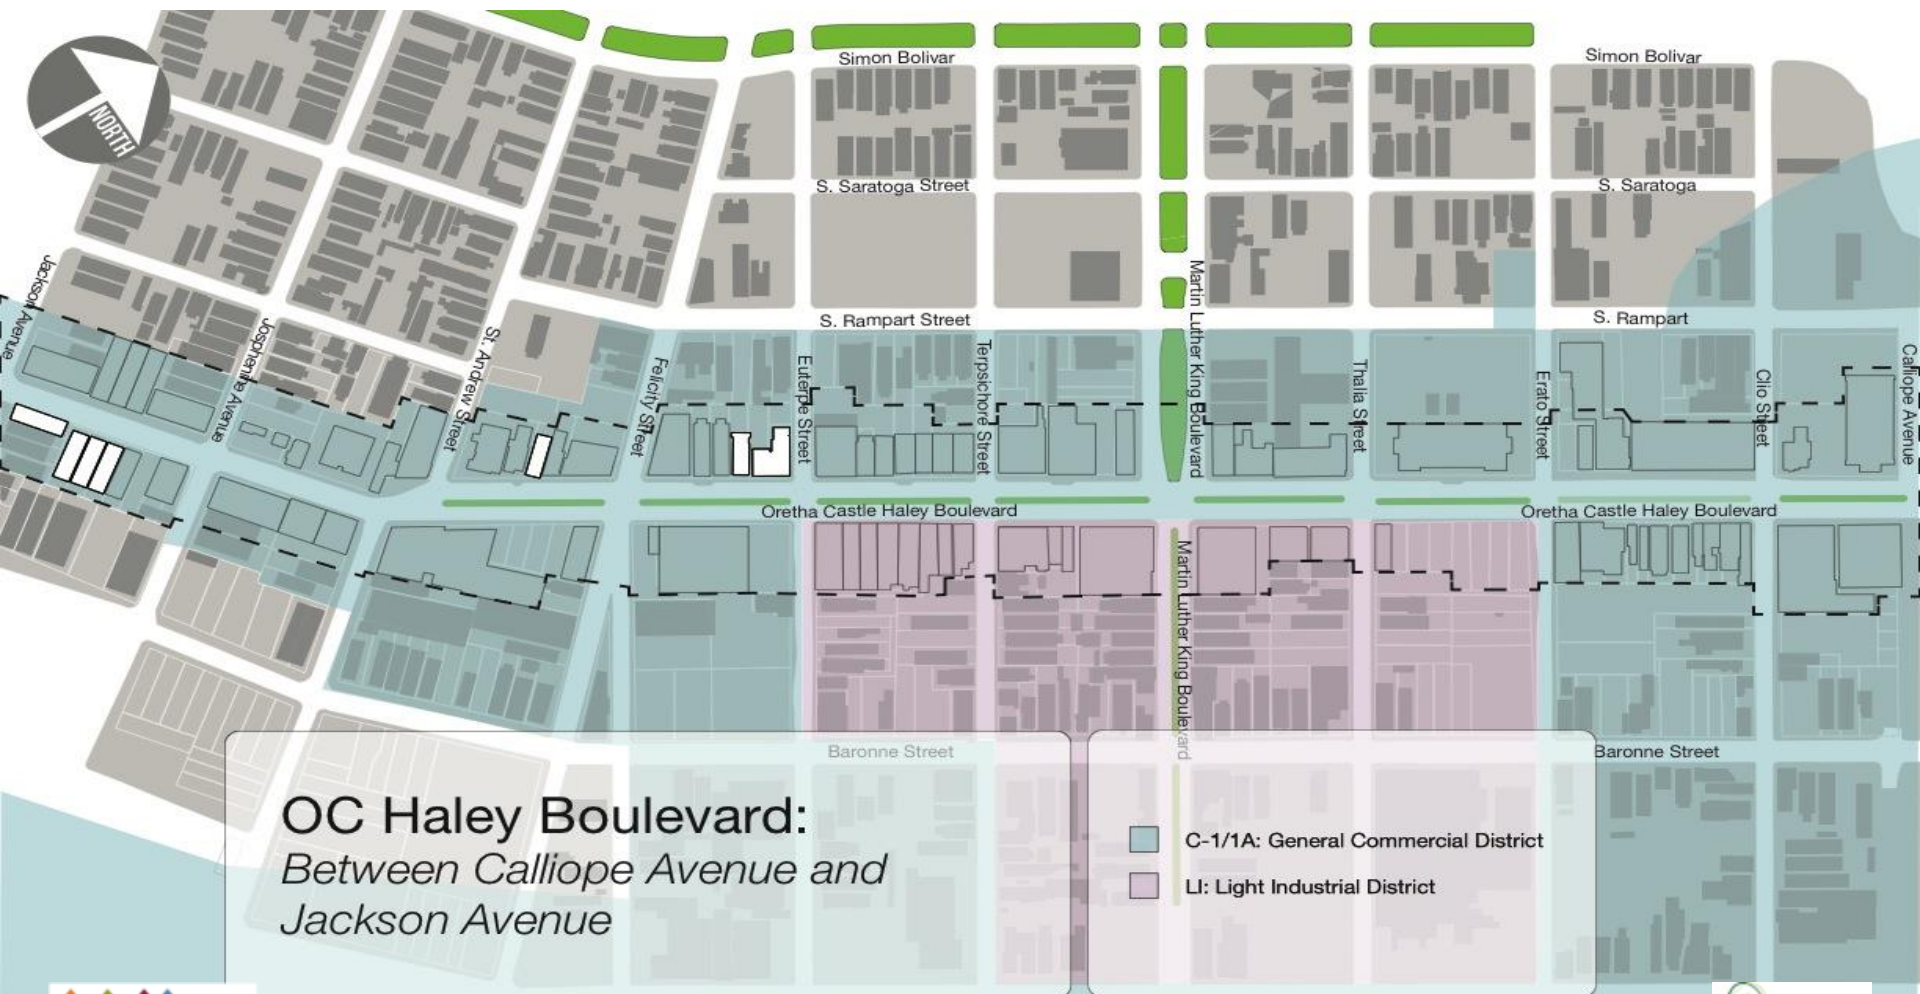 Simon Bolivar
Simon Bolivar
NORTH
S. Saratoga Street
S. Saratoga
S. Rampart Street
S. Rampart
Jackson Avenue
Josphenine Avenue
St. Andrew Street
Felicity Street
Euterpe Street
Terpsichore Street
Martin Luther King Boulevard
Thalia Street
Erato Street
Clio Street
Calliope Avenue
Oretha Castle Haley Boulevard
Oretha Castle Haley Boulevard
Martin Luther King Boulevard
Baronne Street
Baronne Street
OC Haley Boulevard:
Between Calliope Avenue and
Jackson Avenue
C-1/1A: General Commercial District
LI: Light Industrial District